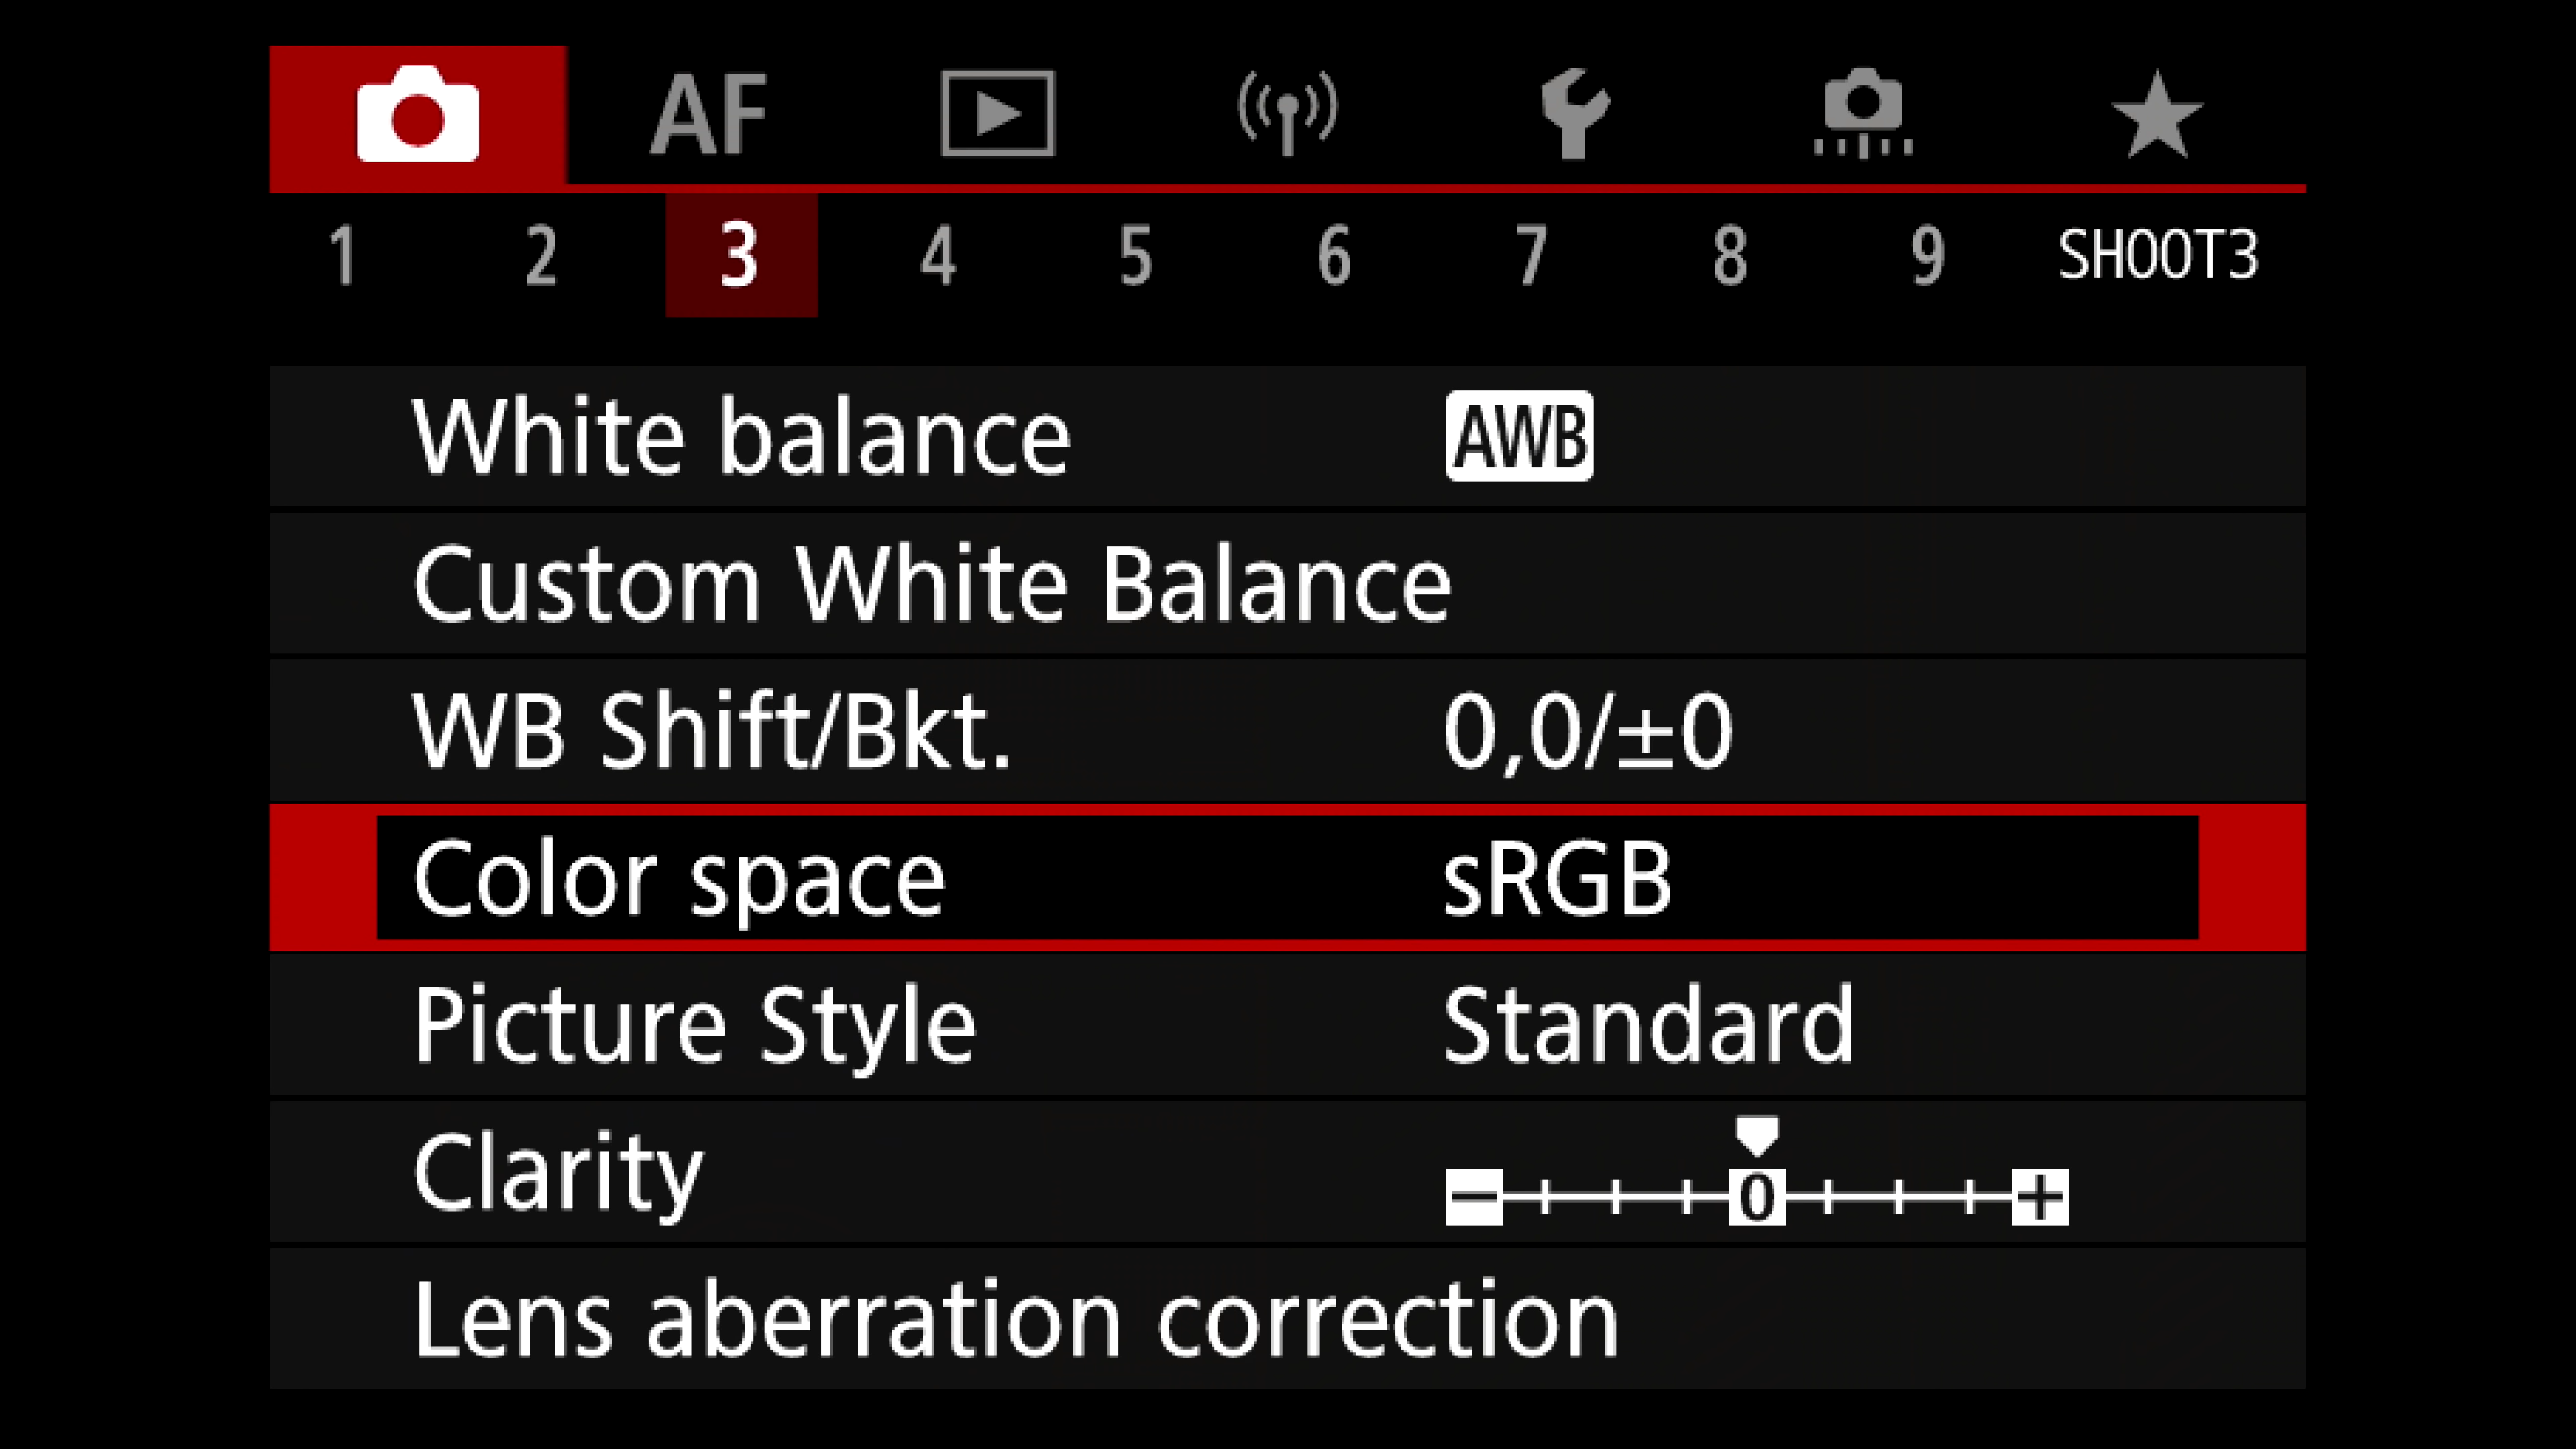 AF
1 2 3 4 5 6 7 8 9 SHOOT3
White balance AWB
Custom White Balance
WB Shift/Bkt. 0,0/±0
Color space sRGB
Picture Style Standard
Clarity − 0 +
Lens aberration correction